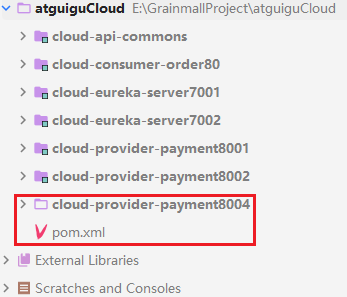 atguiguCloud E:\GrainmallProject\atguiguCloud
cloud-api-commons
cloud-consumer-order80
cloud-eureka-server7001
cloud-eureka-server7002
cloud-provider-payment8001
cloud-provider-payment8002
cloud-provider-payment8004
pom.xml
External Libraries
Scratches and Consoles